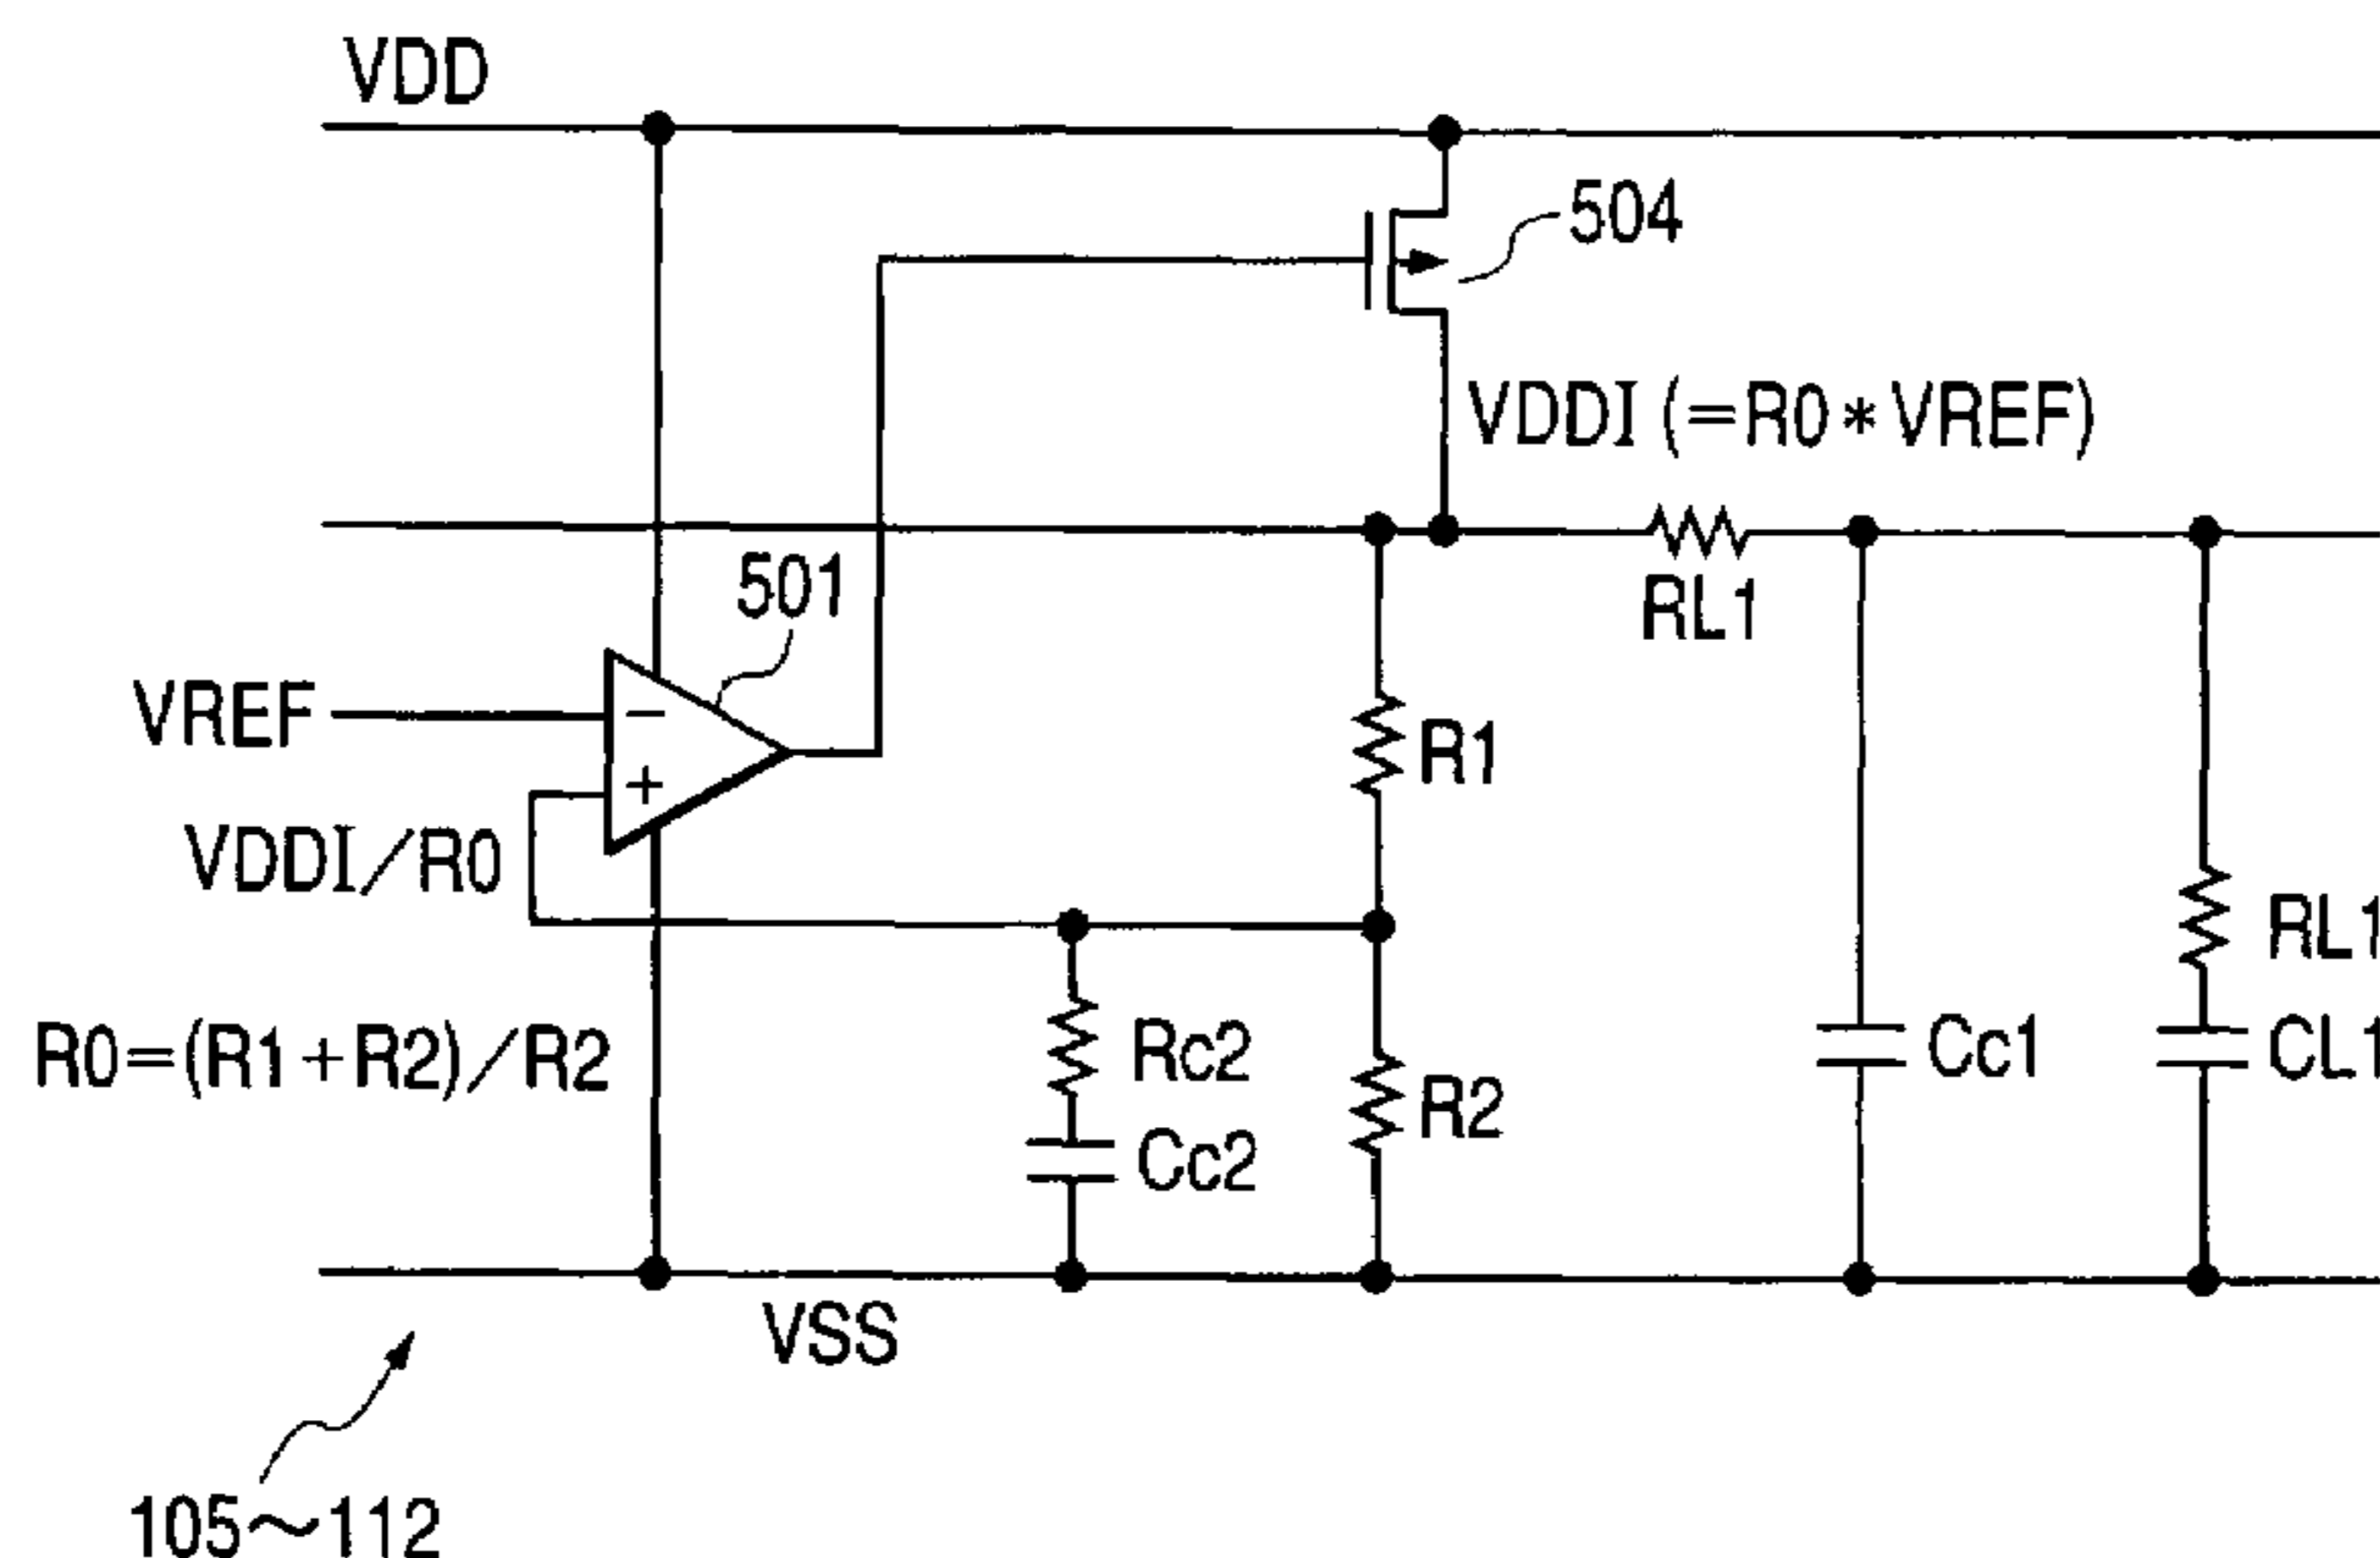 VDD
504
VDDI (=R0*VREF)
501
RL1
VREF
−
+
R1
VDDI/R0
RL1
R0=(R1+R2)/R2
Rc2
Cc2
R2
Cc1
CL1
VSS
105~112